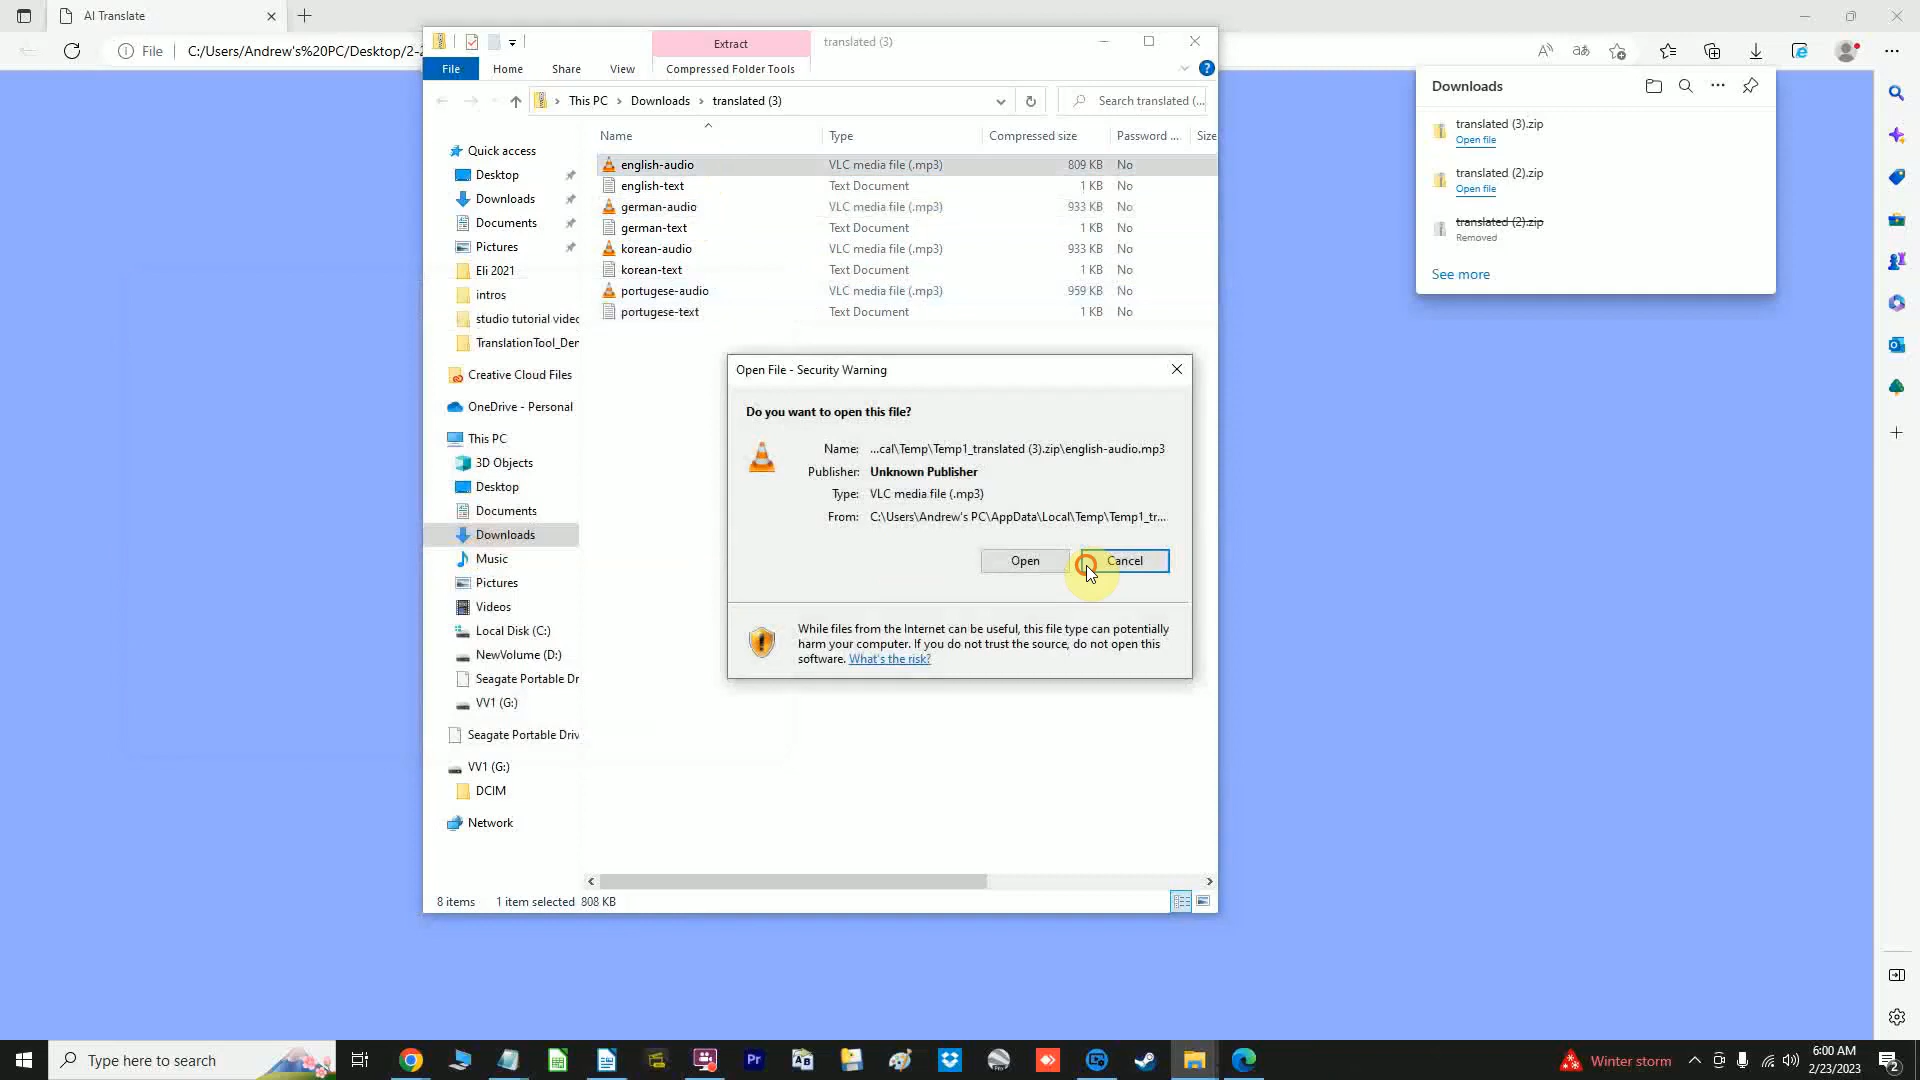 AI Translate
File
C:/Users/Andrew's%20PC/Desktop/2-2
Extract
translated (3)
File
Home
Share
View
Compressed Folder Tools
This PC
Downloads
translated (3)
Search translated (...
Name
Type
Compressed size
Password ...
Size
english-audio VLC media file (.mp3) 809 KB No
english-text Text Document 1 KB No
german-audio VLC media file (.mp3) 933 KB No
german-text Text Document 1 KB No
korean-audio VLC media file (.mp3) 933 KB No
korean-text Text Document 1 KB No
portugese-audio VLC media file (.mp3) 959 KB No
portugese-text Text Document 1 KB No
Quick access
Desktop
Downloads
Documents
Pictures
Eli 2021
intros
studio tutorial videc
TranslationTool_Der
Creative Cloud Files
OneDrive - Personal
This PC
3D Objects
Desktop
Documents
Downloads
Music
Pictures
Videos
Local Disk (C:)
NewVolume (D:)
Seagate Portable Dr
VV1 (G:)
Seagate Portable Driv
VV1 (G:)
DCIM
Network
8 items
1 item selected 808 KB
Open File - Security Warning
Do you want to open this file?
Name: ...cal\Temp\Temp1_translated (3).zip\english-audio.mp3
Publisher: Unknown Publisher
Type: VLC media file (.mp3)
From: C:\Users\Andrew's PC\AppData\Local\Temp\Temp1_tr...
Open
Cancel
While files from the Internet can be useful, this file type can potentially
harm your computer. If you do not trust the source, do not open this
software. What's the risk?
Downloads
translated (3).zip
Open file
translated (2).zip
Open file
translated (2).zip
Removed
See more
Type here to search
Pr
Winter storm
6:00 AM
2/23/2023
2